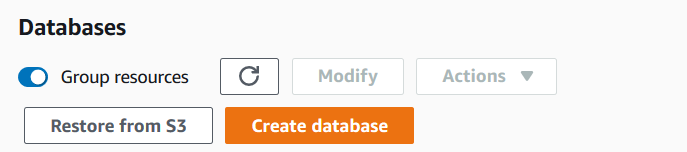 Databases
Group resources Modify Actions
Restore from S3 Create database